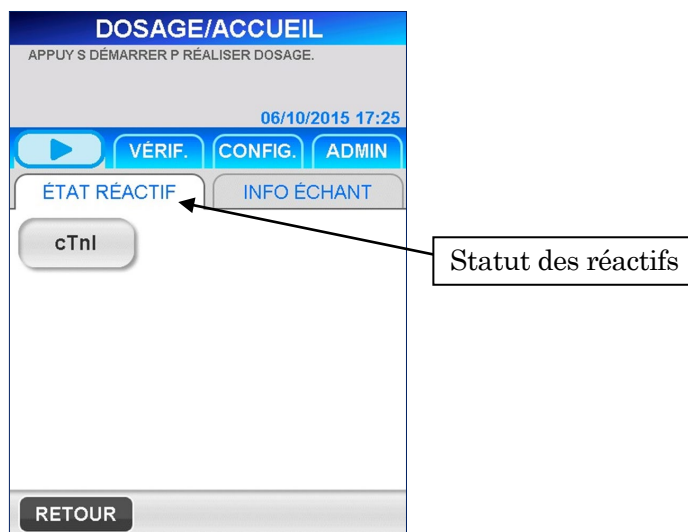 DOSAGE/ACCUEIL
APPUY S DÉMARRER P RÉALISER DOSAGE.
06/10/2015 17:25
VÉRIF. CONFIG. ADMIN
ÉTAT RÉACTIF INFO ÉCHANT
cTnI
Statut des réactifs
RETOUR